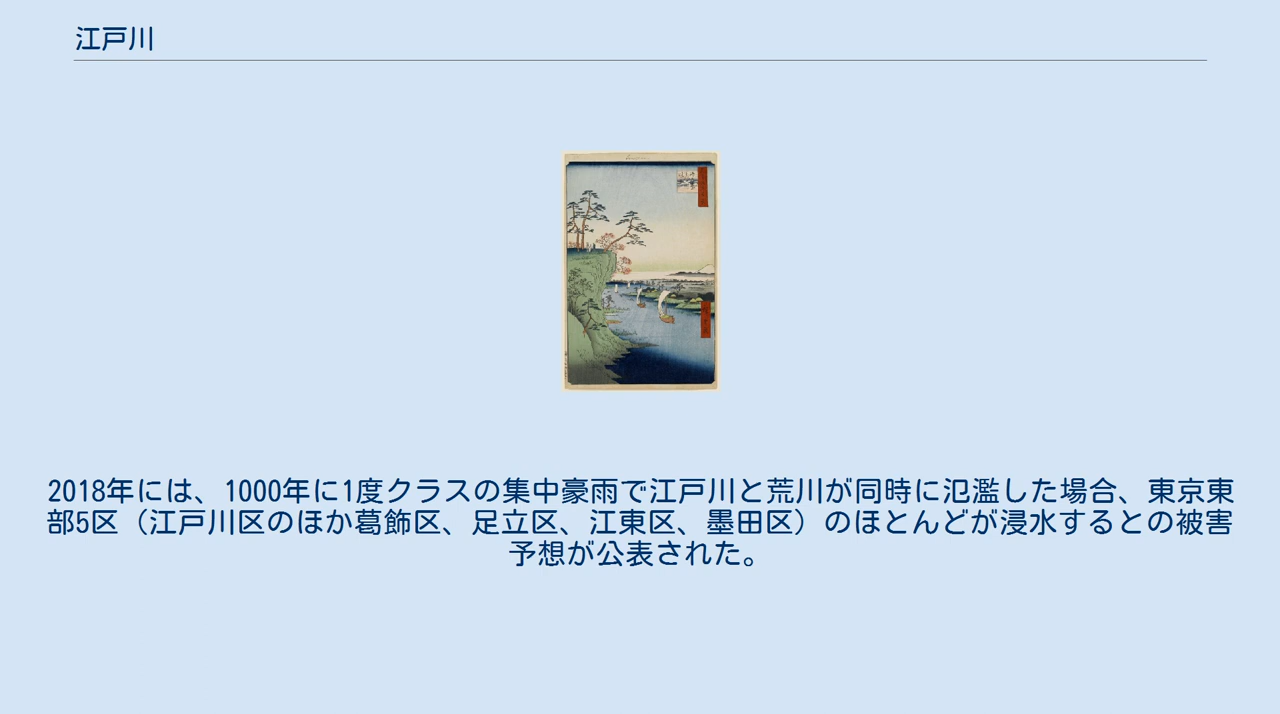 江戸川
2018年には、1000年に1度クラスの集中豪雨で江戸川と荒川が同時に氾濫した場合、東京東
部5区（江戸川区のほか葛飾区、足立区、江東区、墨田区）のほとんどが浸水するとの被害
予想が公表された。